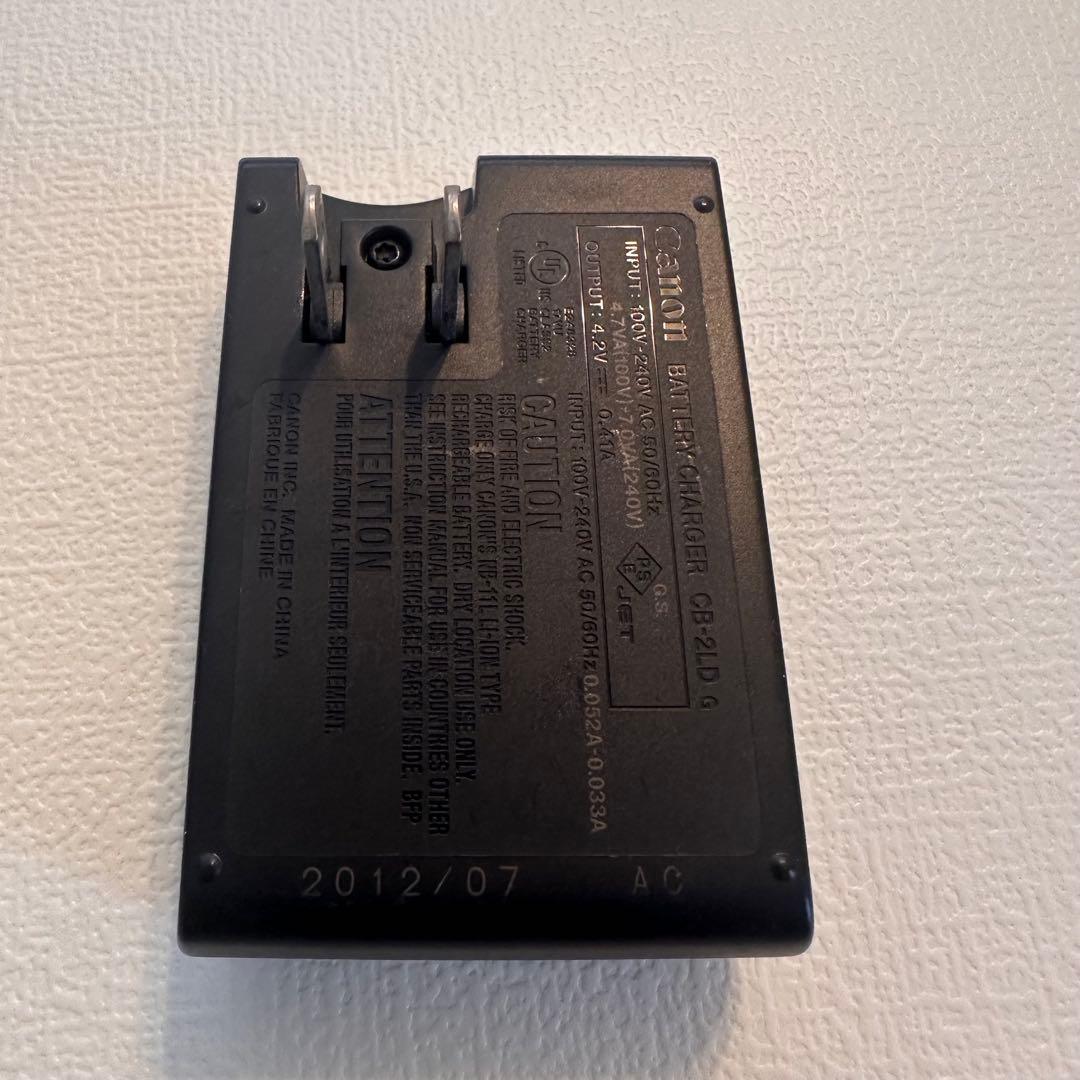 Canon BATTERY CHARGER CB-2LD G
INPUT: 100V-240V AC 50/60Hz
4.7VA(100V)-7.0VA(240V)
OUTPUT: 4.2V⎓ 0.41A
G.S.
PS
E
JET
INPUT: 100V-240V AC 50/60Hz 0.052A-0.033A
C UL US
LISTED
CLASS 2
BATTERY
CHARGER
CAUTION
RISK OF FIRE AND ELECTRIC SHOCK.
CHARGE ONLY CANON'S NB-11L LI-ION TYPE
RECHARGEABLE BATTERY. DRY LOCATION USE ONLY.
SEE INSTRUCTION MANUAL FOR USE IN COUNTRIES OTHER
THAN THE U.S.A. NON SERVICEABLE PARTS INSIDE. BFP
ATTENTION
POUR UTILISATION A L'INTERIEUR SEULEMENT.
CANON INC. MADE IN CHINA
FABRIQUE EN CHINE
2012/07 AC